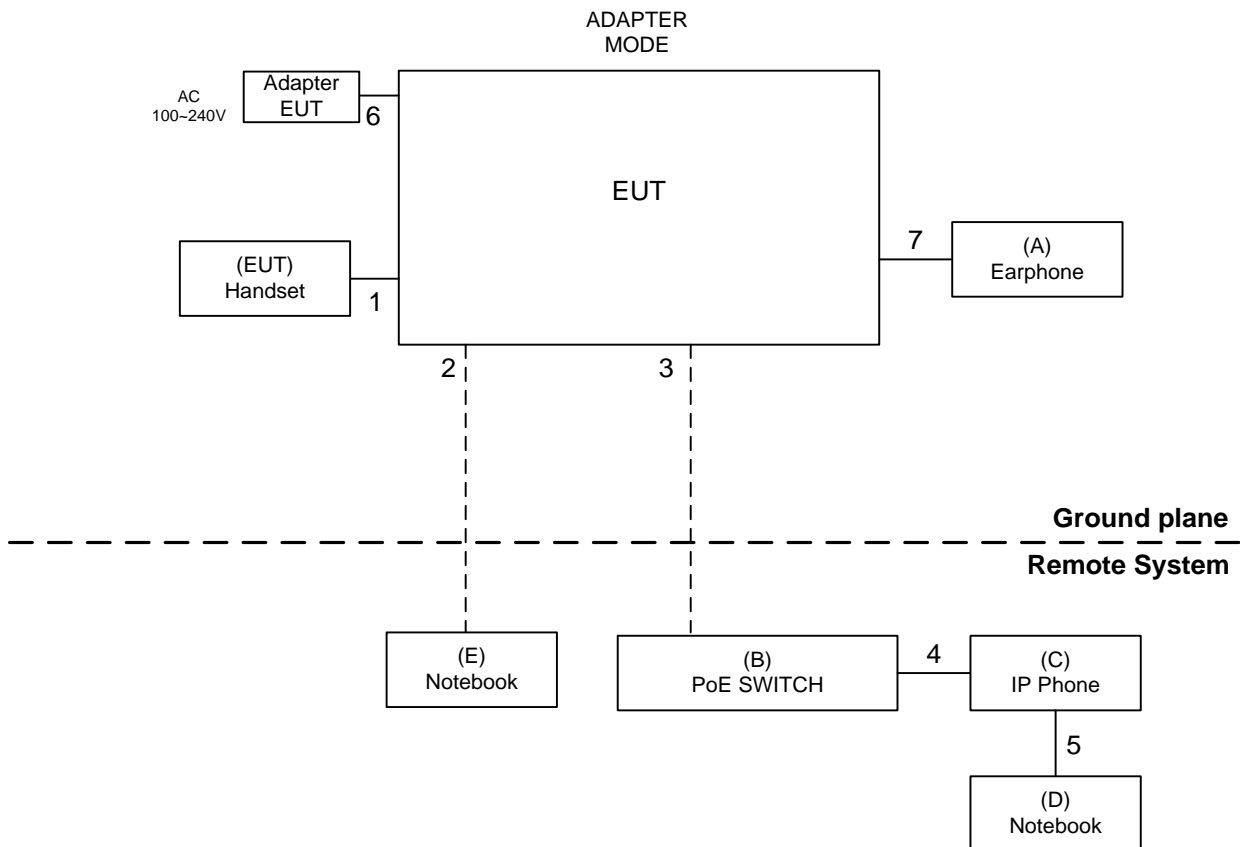 ADAPTER
MODE
Adapter
EUT
AC
100~240V
6
EUT
(EUT)
Handset
1
7
(A)
Earphone
2
3
Ground plane
Remote System
(E)
Notebook
(B)
PoE SWITCH
4
(C)
IP Phone
5
(D)
Notebook